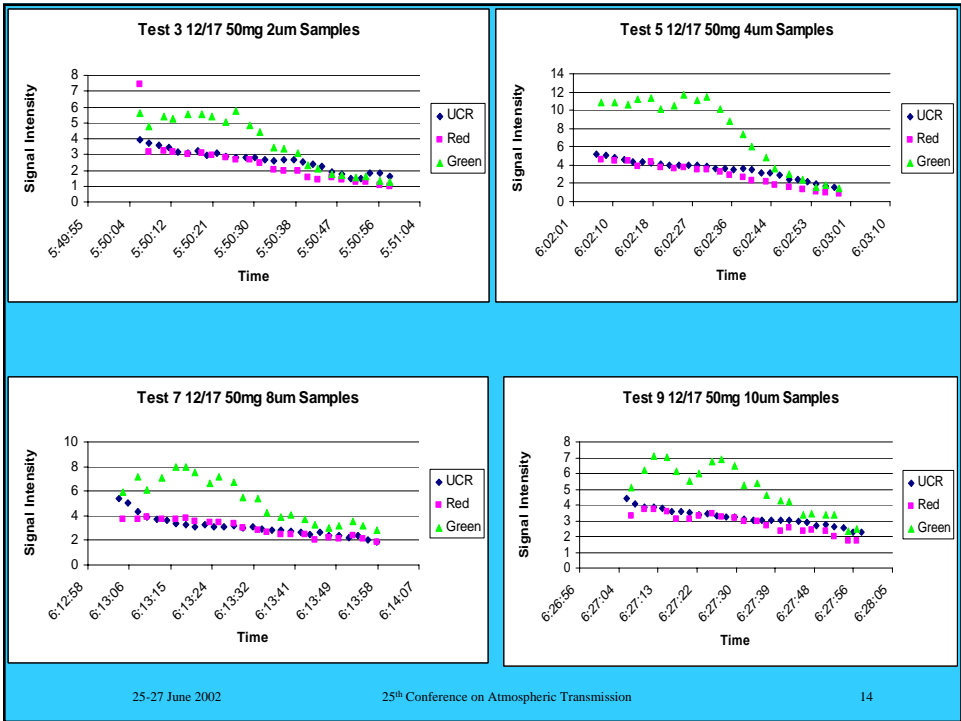 Test 3 12/17 50mg 2um Samples
Signal Intensity
8
7
6
5
4
3
2
1
0
5:49:55
5:50:04
5:50:12
5:50:21
5:50:30
5:50:38
5:50:47
5:50:56
5:51:04
Time
UCR
Red
Green
Test 5 12/17 50mg 4um Samples
Signal Intensity
14
12
10
8
6
4
2
0
6:02:01
6:02:10
6:02:18
6:02:27
6:02:36
6:02:44
6:02:53
6:03:01
6:03:10
Time
UCR
Red
Green
Test 7 12/17 50mg 8um Samples
Signal Intensity
10
8
6
4
2
0
6:12:58
6:13:06
6:13:15
6:13:24
6:13:32
6:13:41
6:13:49
6:13:58
6:14:07
Time
UCR
Red
Green
Test 9 12/17 50mg 10um Samples
Signal Intensity
8
7
6
5
4
3
2
1
0
6:26:56
6:27:04
6:27:13
6:27:22
6:27:30
6:27:39
6:27:48
6:27:56
6:28:05
Time
UCR
Red
Green
25-27 June 2002
25th Conference on Atmospheric Transmission
14